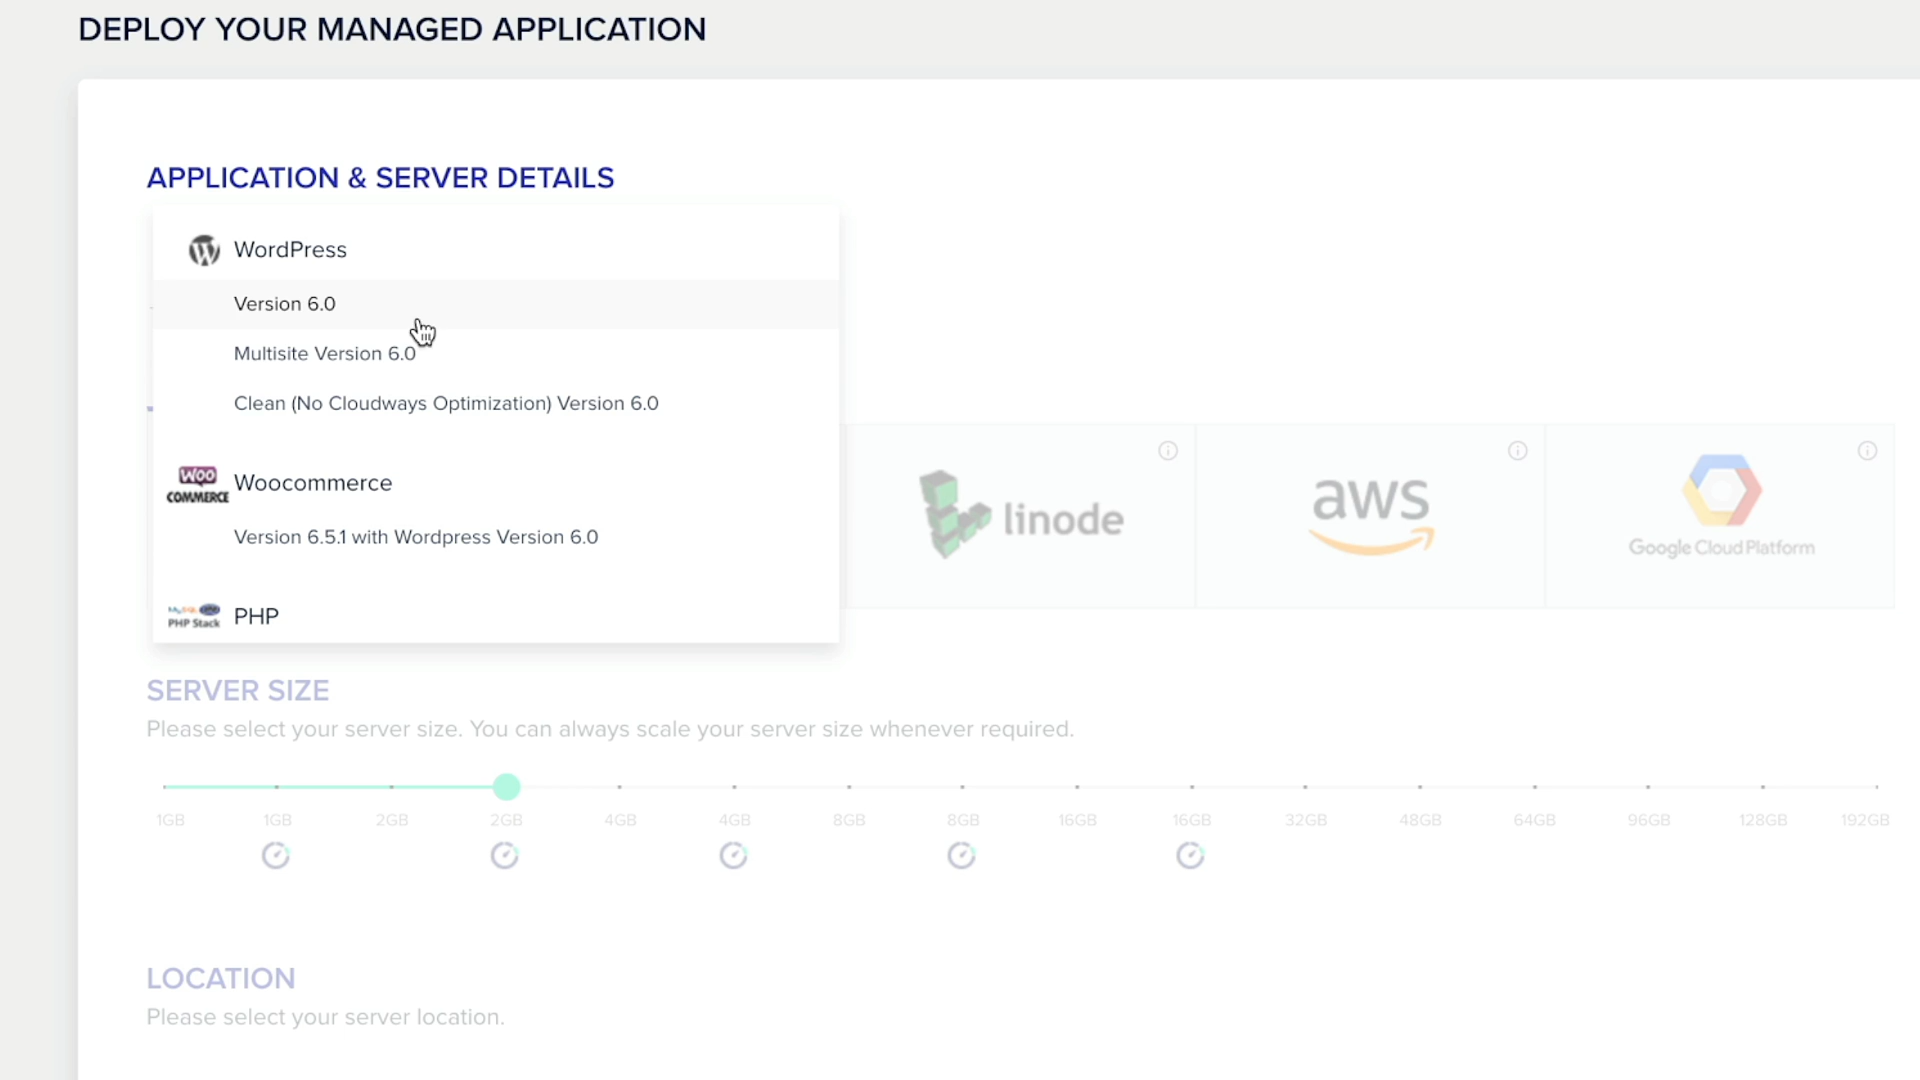 DEPLOY YOUR MANAGED APPLICATION
APPLICATION & SERVER DETAILS
WordPress
Version 6.0
Multisite Version 6.0
Clean (No Cloudways Optimization) Version 6.0
WOO COMMERCE
Woocommerce
Version 6.5.1 with Wordpress Version 6.0
MySQL PHP
PHP Stack
PHP
linode
aws
Google Cloud Platform
SERVER SIZE
Please select your server size. You can always scale your server size whenever required.
1GB 1GB 2GB 2GB 4GB 4GB 8GB 8GB 16GB 16GB 32GB 48GB 64GB 96GB 128GB 192GB
LOCATION
Please select your server location.